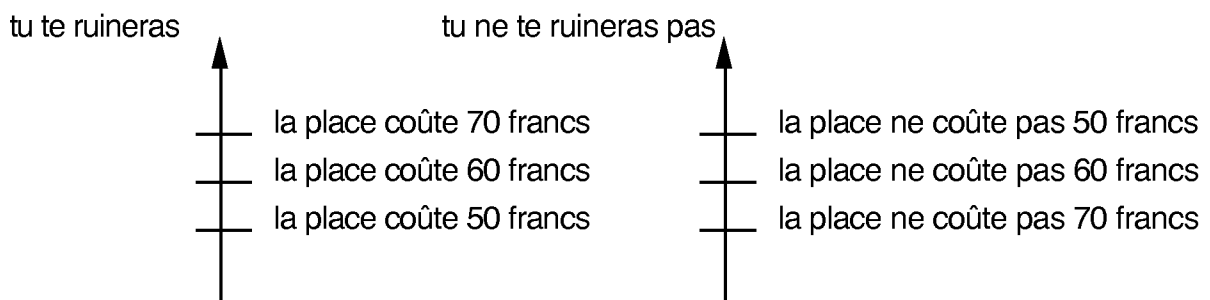 tu te ruineras
la place coûte 70 francs
la place coûte 60 francs
la place coûte 50 francs
tu ne te ruineras pas
la place ne coûte pas 50 francs
la place ne coûte pas 60 francs
la place ne coûte pas 70 francs